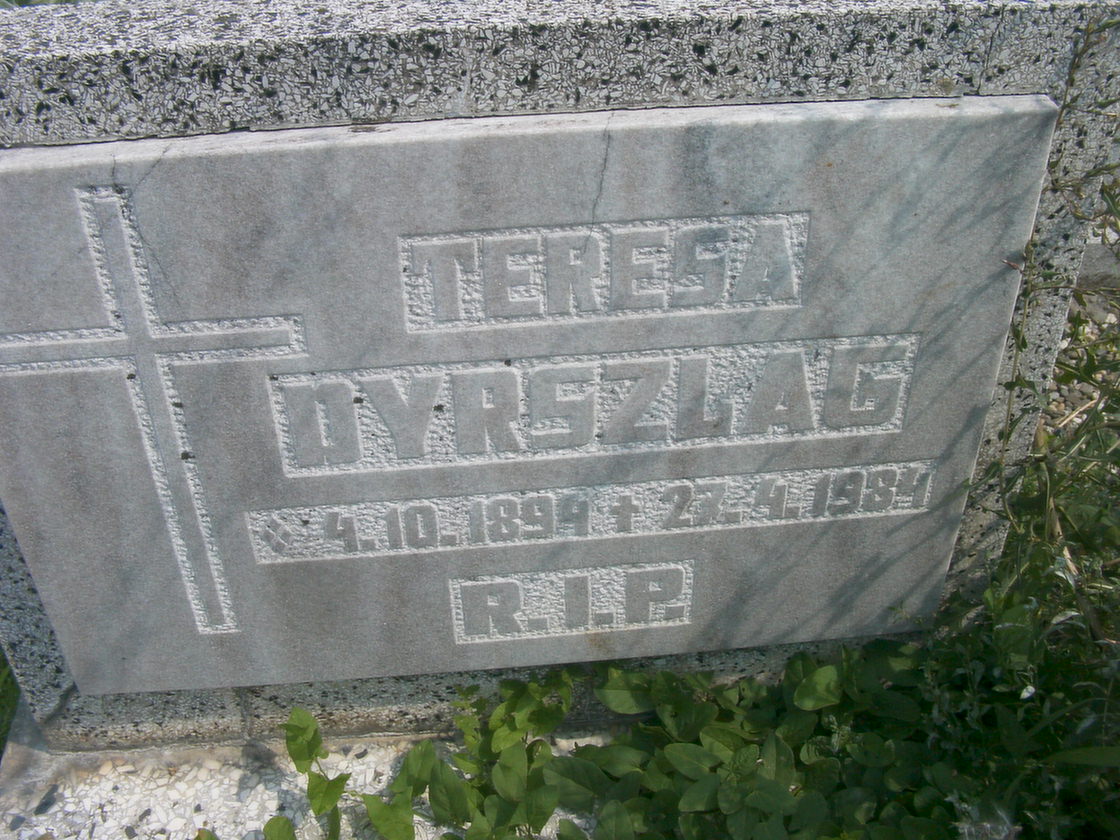 TERESA
DYRSZLAG
4.10.1899 ✝ 27.4.1984
R.I.P.